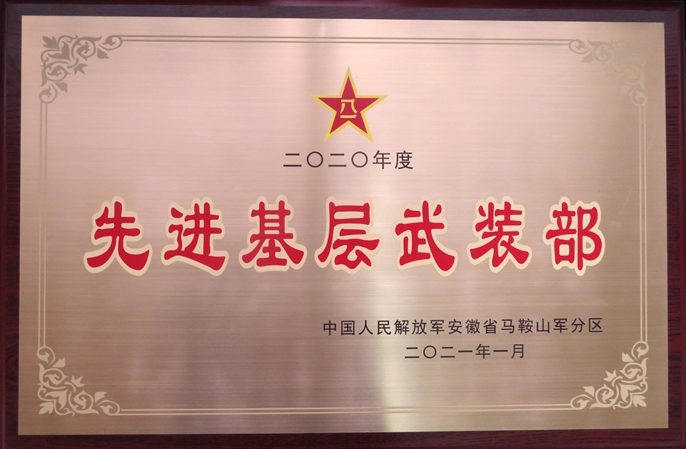 八一
二〇二〇年度
先进基层武装部
中国人民解放军安徽省马鞍山军分区
二〇二一年一月